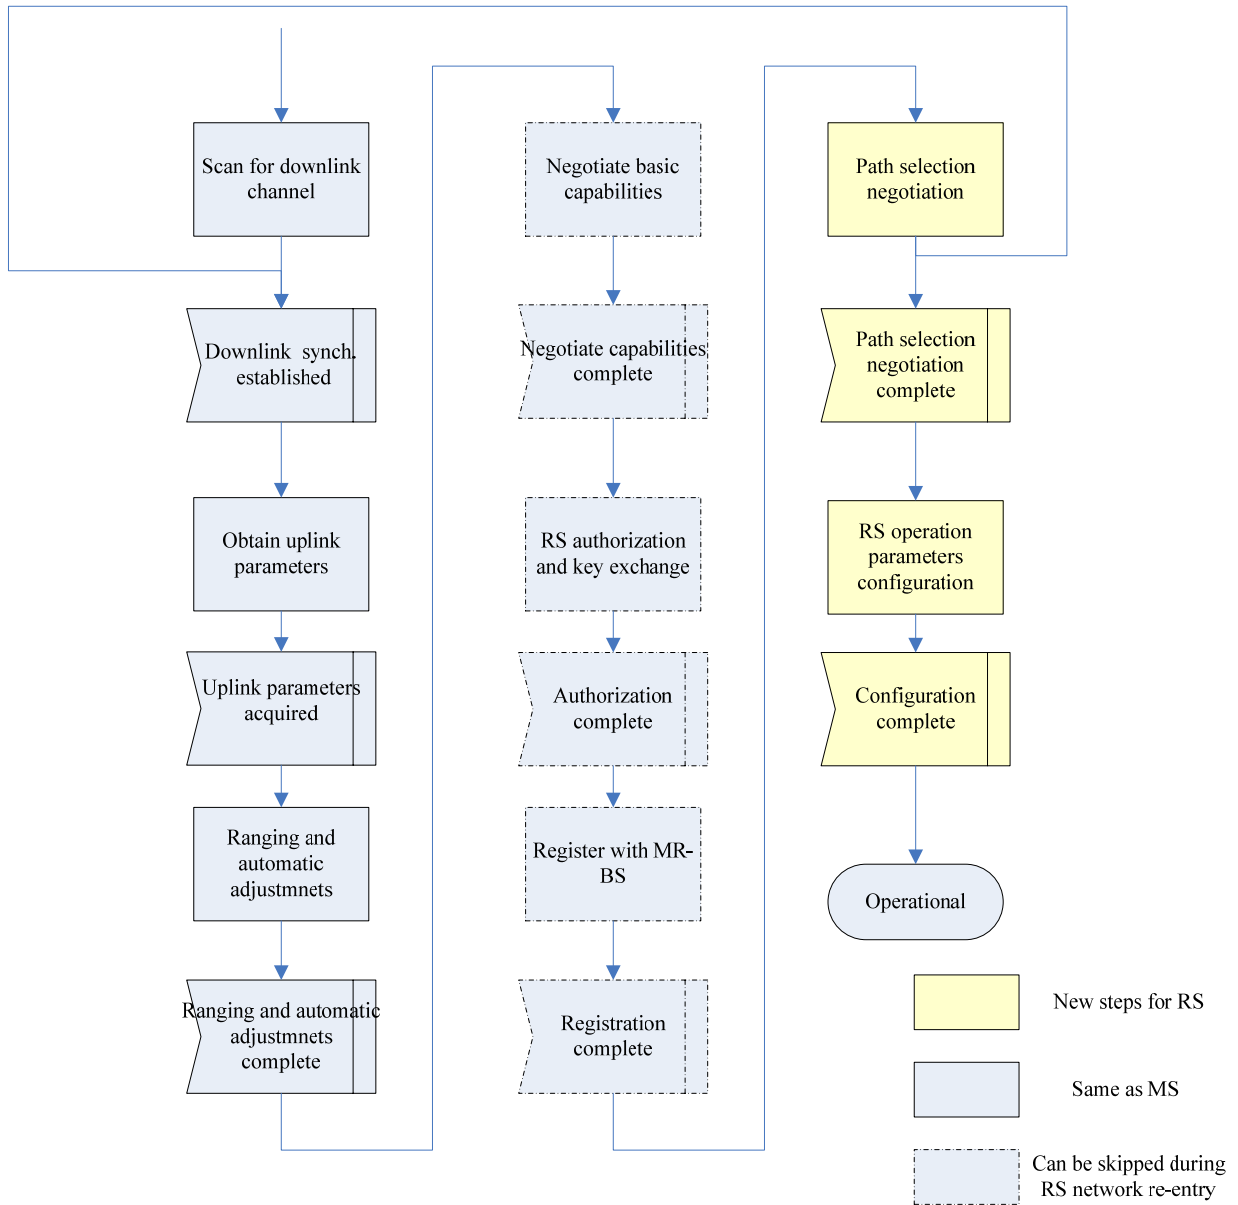 Scan for downlink
channel
Downlink synch.
established
Obtain uplink
parameters
Uplink parameters
acquired
Ranging and
automatic
adjustmnets
Ranging and automatic
adjustmnets
complete
Negotiate basic
capabilities
Negotiate capabilities
complete
RS authorization
and key exchange
Authorization
complete
Register with MR-
BS
Registration
complete
Path selection
negotiation
Path selection
negotiation
complete
RS operation
parameters
configuration
Configuration
complete
Operational
New steps for RS
Same as MS
Can be skipped during
RS network re-entry